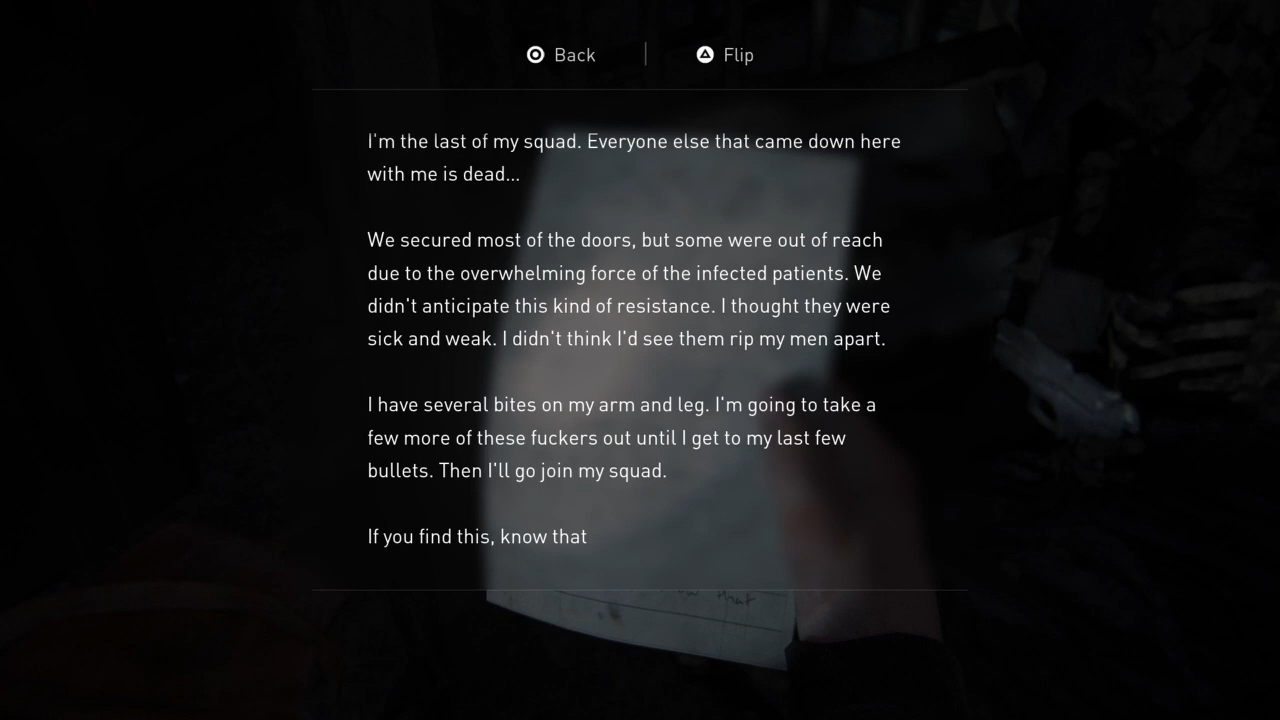 Back
Flip
I'm the last of my squad. Everyone else that came down here
with me is dead...
We secured most of the doors, but some were out of reach
due to the overwhelming force of the infected patients. We
didn't anticipate this kind of resistance. I thought they were
sick and weak. I didn't think I'd see them rip my men apart.
I have several bites on my arm and leg. I'm going to take a
few more of these fuckers out until I get to my last few
bullets. Then I'll go join my squad.
If you find this, know that
that